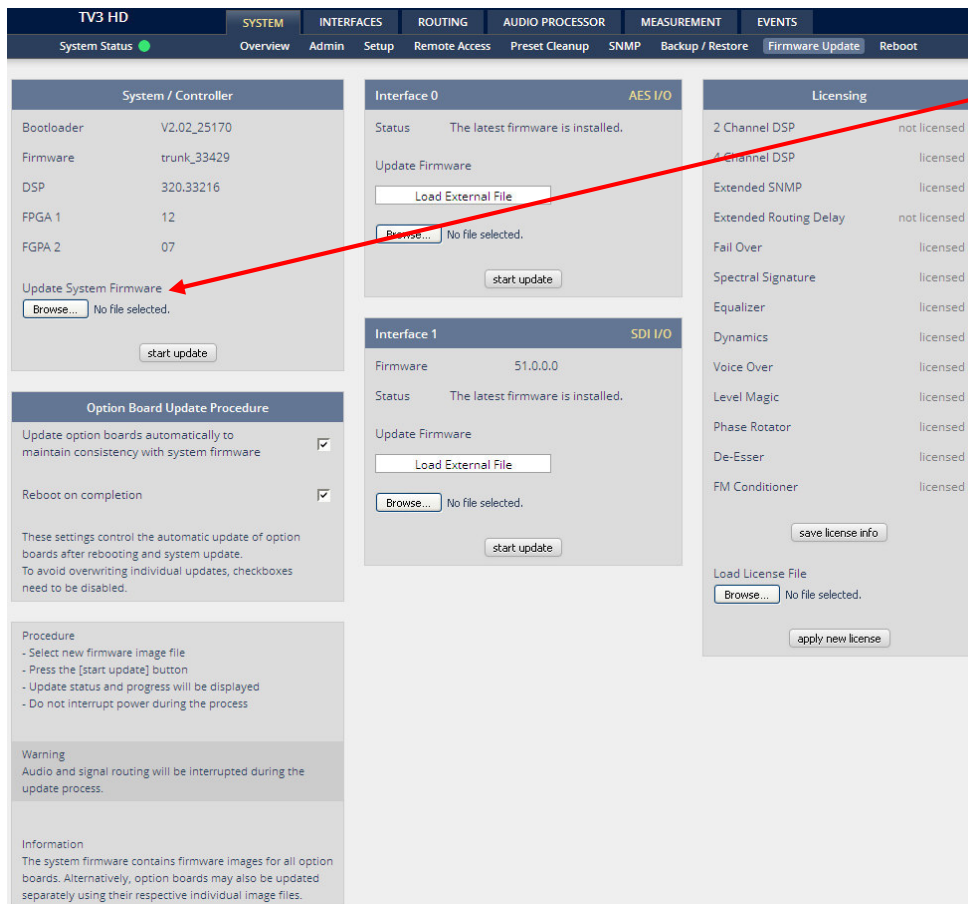 TV3 HD
SYSTEM INTERFACES ROUTING AUDIO PROCESSOR MEASUREMENT EVENTS
System Status Overview Admin Setup Remote Access Preset Cleanup SNMP Backup / Restore Firmware Update Reboot
System / Controller
Bootloader V2.02_25170
Firmware trunk_33429
DSP 320.33216
FPGA 1 12
FGPA 2 07
Update System Firmware
Browse... No file selected.
start update
Option Board Update Procedure
Update option boards automatically to
maintain consistency with system firmware
Reboot on completion
These settings control the automatic update of option
boards after rebooting and system update.
To avoid overwriting individual updates, checkboxes
need to be disabled.
Procedure
- Select new firmware image file
- Press the [start update] button
- Update status and progress will be displayed
- Do not interrupt power during the process
Warning
Audio and signal routing will be interrupted during the
update process.
Information
The system firmware contains firmware images for all option
boards. Alternatively, option boards may also be updated
separately using their respective individual image files.
Interface 0 AES I/O
Status The latest firmware is installed.
Update Firmware
Load External File
Browse... No file selected.
start update
Interface 1 SDI I/O
Firmware 51.0.0.0
Status The latest firmware is installed.
Update Firmware
Load External File
Browse... No file selected.
start update
Licensing
2 Channel DSP not licensed
4 Channel DSP licensed
Extended SNMP licensed
Extended Routing Delay not licensed
Fail Over licensed
Spectral Signature licensed
Equalizer licensed
Dynamics licensed
Voice Over licensed
Level Magic licensed
Phase Rotator licensed
De-Esser licensed
FM Conditioner licensed
save license info
Load License File
Browse... No file selected.
apply new license